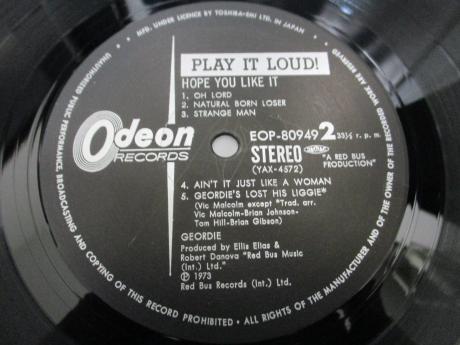 MFD. UNDER LICENCE BY TOSHIBA-EMI LTD. IN JAPAN
UNAUTHORIZED PUBLIC PERFORMANCE, BROADCASTING AND COPYING OF THIS RECORD PROHIBITED • ALL RIGHTS OF THE MANUFACTURER AND OF THE OWNER OF THE RECORDED WORK ARE RESERVED
PLAY IT LOUD!
HOPE YOU LIKE IT
1. OH LORD
2. NATURAL BORN LOSER
3. STRANGE MAN
Odeon
RECORDS
EOP-80949 2 33⅓ r. p. m.
STEREO
"A RED BUS
(YAX-4572)
PRODUCTION"
4. AIN'T IT JUST LIKE A WOMAN
5. GEORDIE'S LOST HIS LIGGIE*
Vic Malcolm except *Trad. arr.
Vic Malcolm-Brian Johnson-
Tom Hill-Brian Gibson)
GEORDIE
Produced by Ellis Elias &
Robert Danova "Red Bus Music
(Int.) Ltd."
℗ 1973
Red Bus Records (Int.) Ltd.